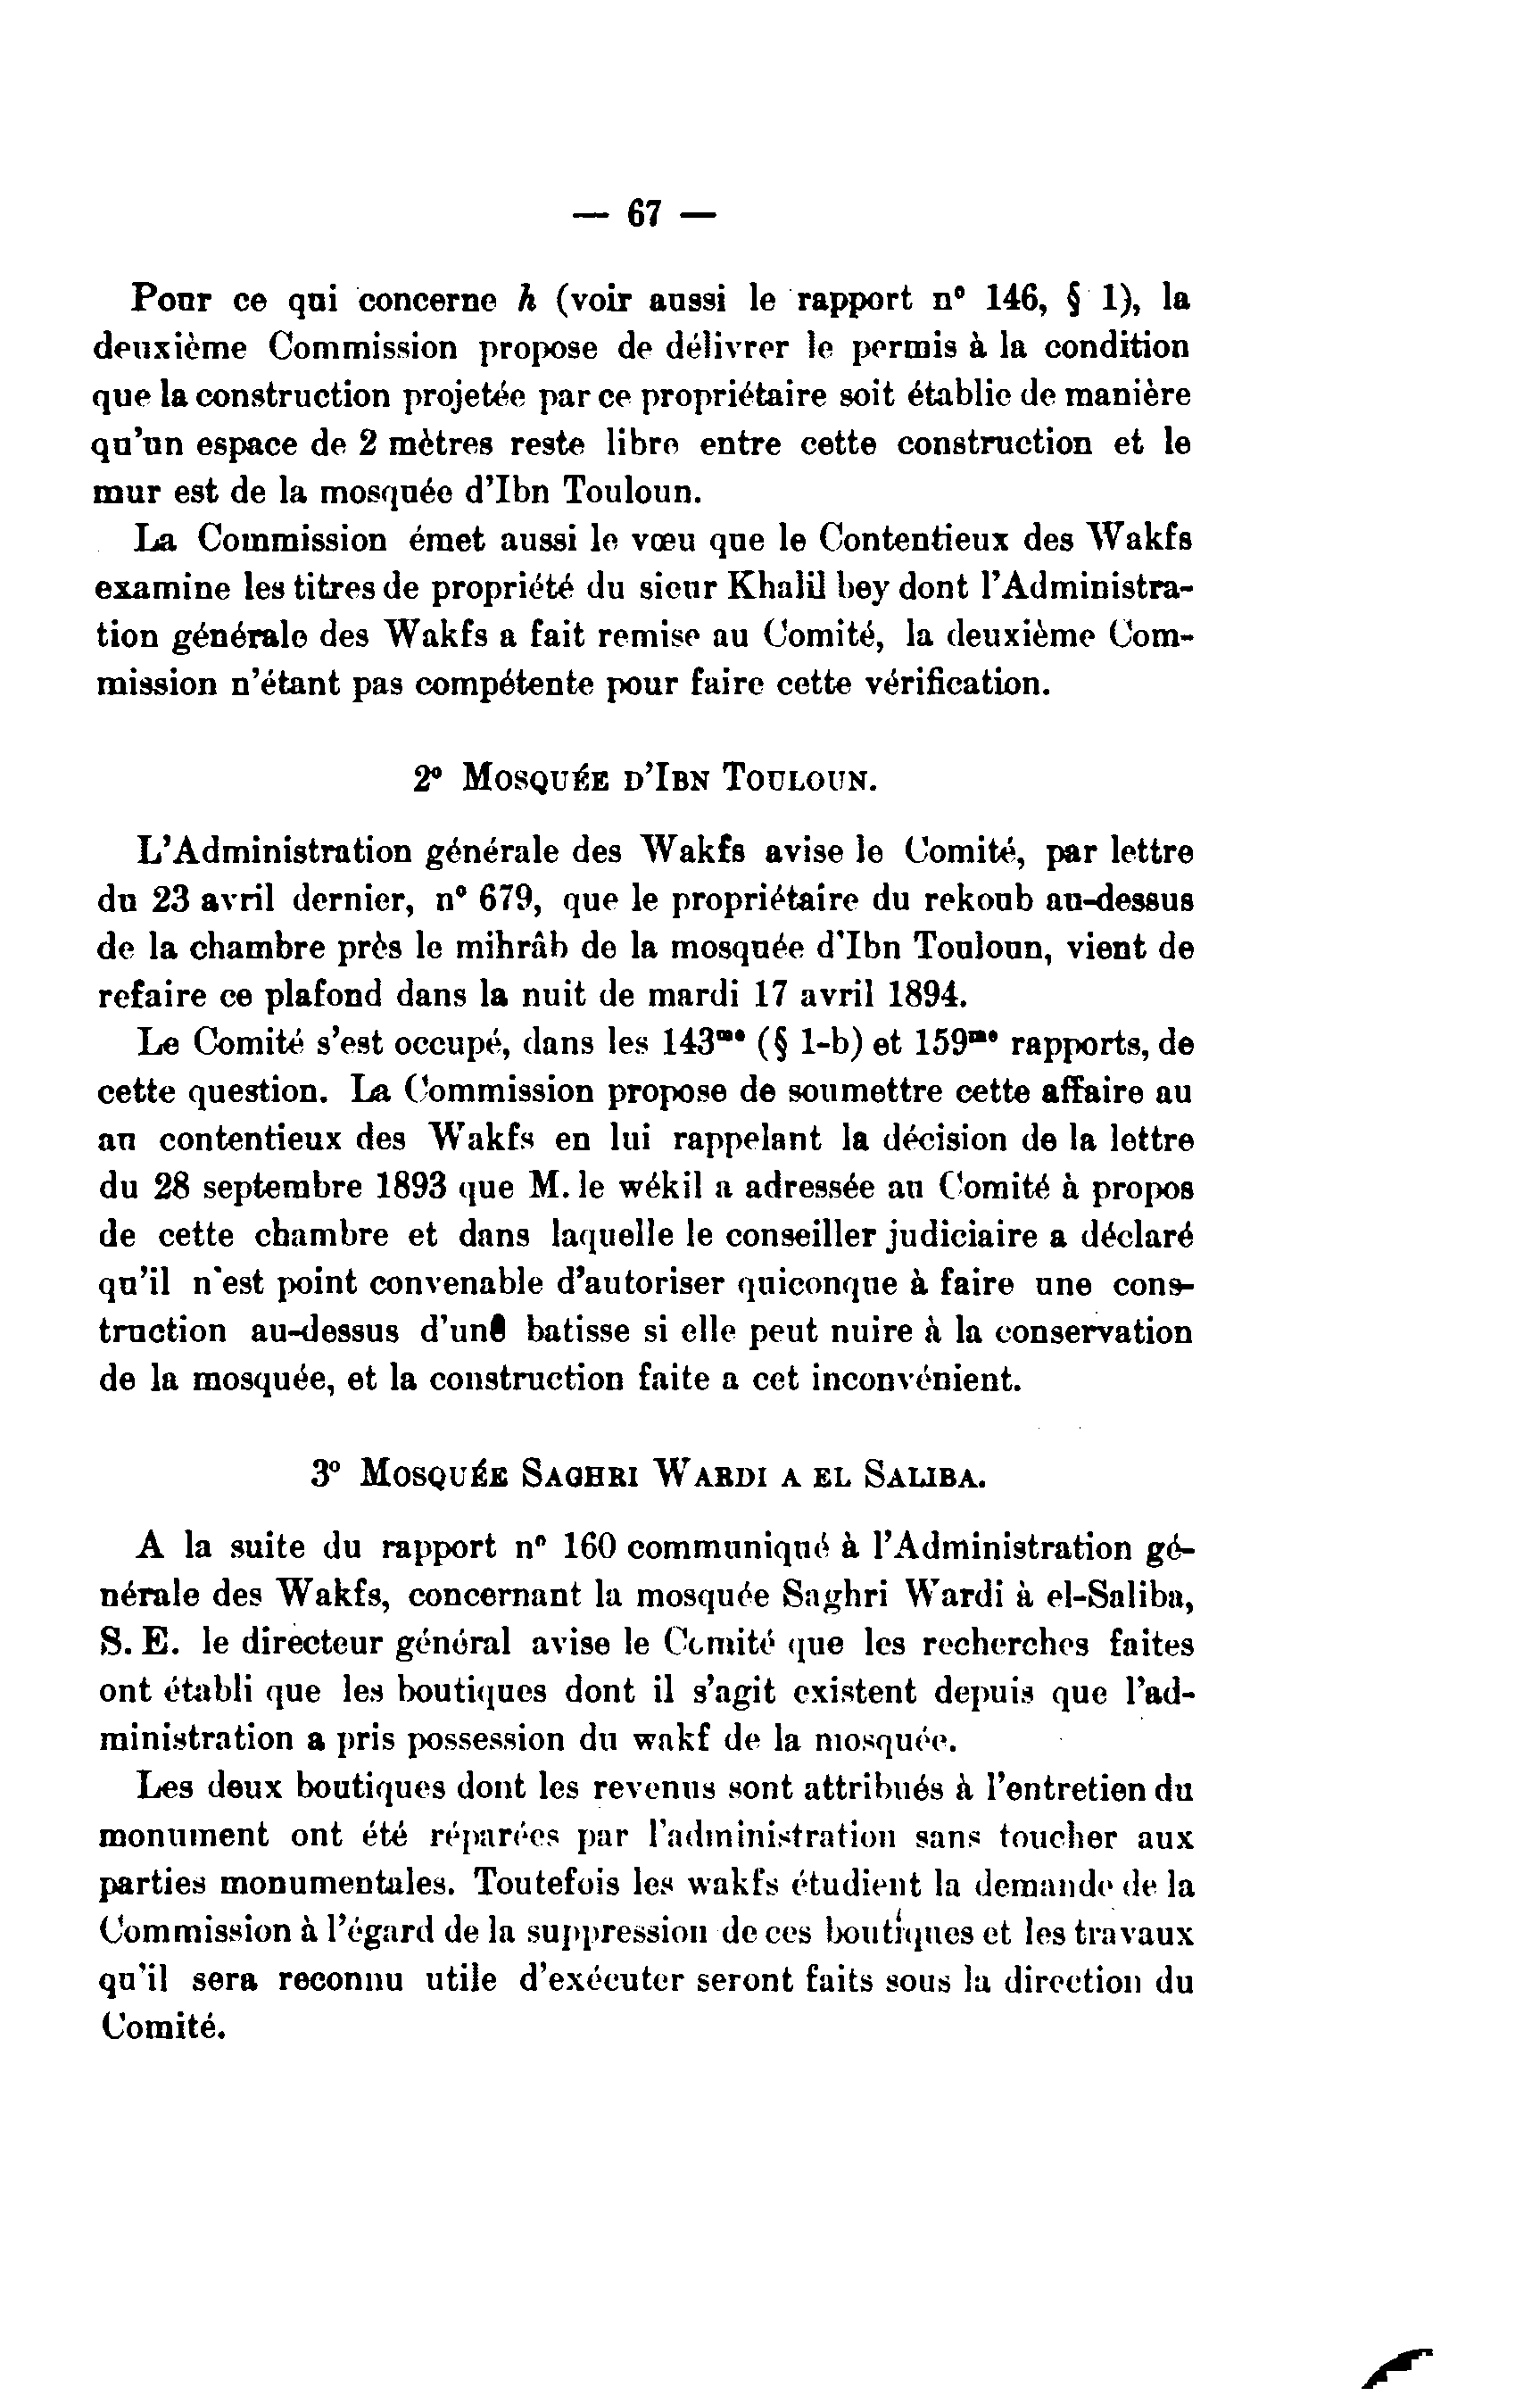 — 67 —
Pour ce qui concerne h (voir aussi le rapport n° 146, § 1), la
deuxième Commission propose de délivrer le permis à la condition
que la construction projetée par ce propriétaire soit établie de manière
qu'un espace de 2 mètres reste libre entre cette construction et le
mur est de la mosquée d'Ibn Touloun.
La Commission émet aussi le vœu que le Contentieux des Wakfs
examine les titres de propriété du sieur Khalil bey dont l'Administra-
tion générale des Wakfs a fait remise au Comité, la deuxième Com-
mission n'étant pas compétente pour faire cette vérification.
2° Mosquée d'Ibn Touloun.
L'Administration générale des Wakfs avise le Comité, par lettre
du 23 avril dernier, n° 679, que le propriétaire du rekoub au-dessus
de la chambre près le mihrâb de la mosquée d'Ibn Touloun, vient de
refaire ce plafond dans la nuit de mardi 17 avril 1894.
Le Comité s'est occupé, dans les 143me (§ 1-b) et 159me rapports, de
cette question. La Commission propose de soumettre cette affaire au
au contentieux des Wakfs en lui rappelant la décision de la lettre
du 28 septembre 1893 que M. le wékil a adressée au Comité à propos
de cette chambre et dans laquelle le conseiller judiciaire a déclaré
qu'il n'est point convenable d'autoriser quiconque à faire une cons-
truction au-dessus d'une batisse si elle peut nuire à la conservation
de la mosquée, et la construction faite a cet inconvénient.
3° Mosquée Saghri Wardi a el Saliba.
A la suite du rapport n° 160 communiqué à l'Administration gé-
nérale des Wakfs, concernant la mosquée Saghri Wardi à el-Saliba,
S. E. le directeur général avise le Comité que les recherches faites
ont établi que les boutiques dont il s'agit existent depuis que l'ad-
ministration a pris possession du wakf de la mosquée.
Les deux boutiques dont les revenus sont attribués à l'entretien du
monument ont été réparées par l'administration sans toucher aux
parties monumentales. Toutefois les wakfs étudient la demande de la
Commission à l'égard de la suppression de ces boutiques et les travaux
qu'il sera reconnu utile d'exécuter seront faits sous la direction du
Comité.